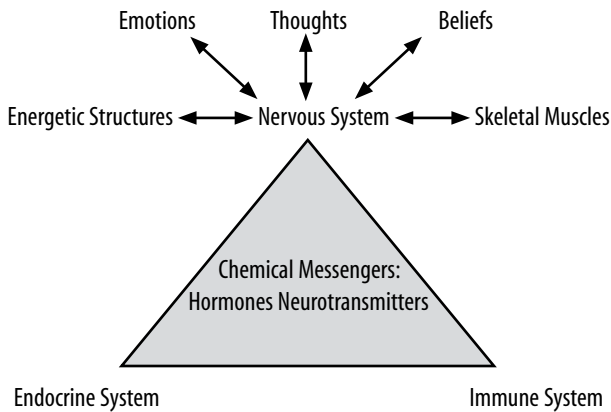 Emotions Thoughts Beliefs
Energetic Structures Nervous System Skeletal Muscles
Chemical Messengers:
Hormones Neurotransmitters
Endocrine System Immune System